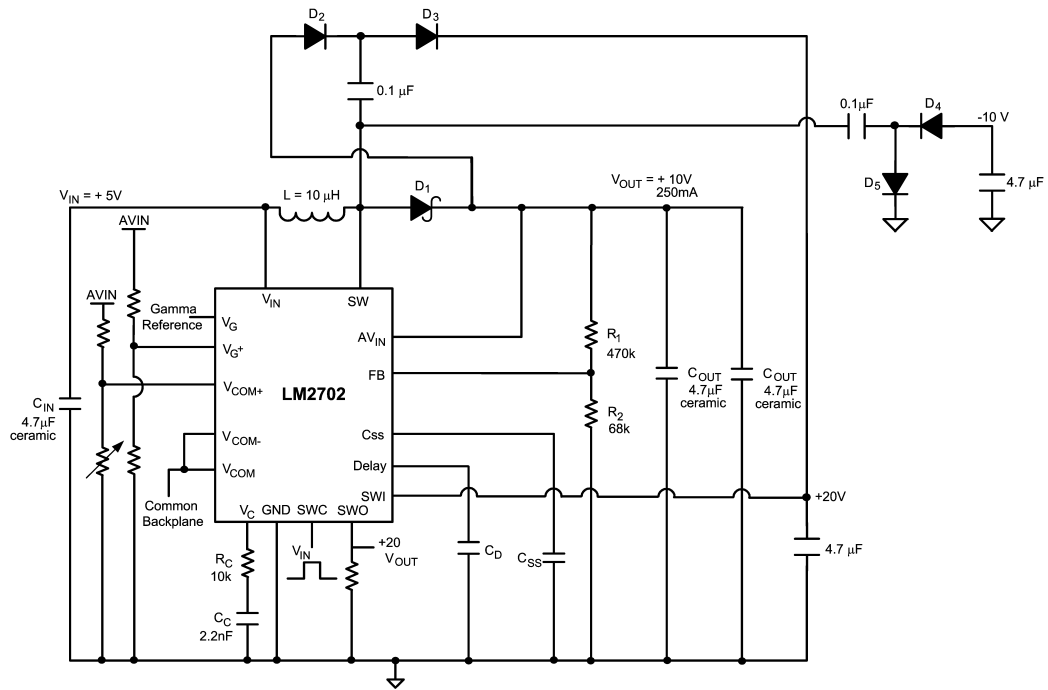 D2
D3
0.1 µF
0.1µF
D4
-10 V
D5
4.7 µF
VIN = + 5V
L = 10 µH
D1
VOUT = + 10V
250mA
AVIN
AVIN
VIN
SW
Gamma
Reference
VG
VG+
VCOM+
VCOM-
VCOM
LM2702
AVIN
FB
Css
Delay
SWI
R1
470k
R2
68k
COUT
4.7µF
ceramic
COUT
4.7µF
ceramic
CIN
4.7µF
ceramic
Common
Backplane
VC
GND
SWC
SWO
+20V
RC
10k
VIN
+20
VOUT
CD
CSS
4.7 µF
CC
2.2nF